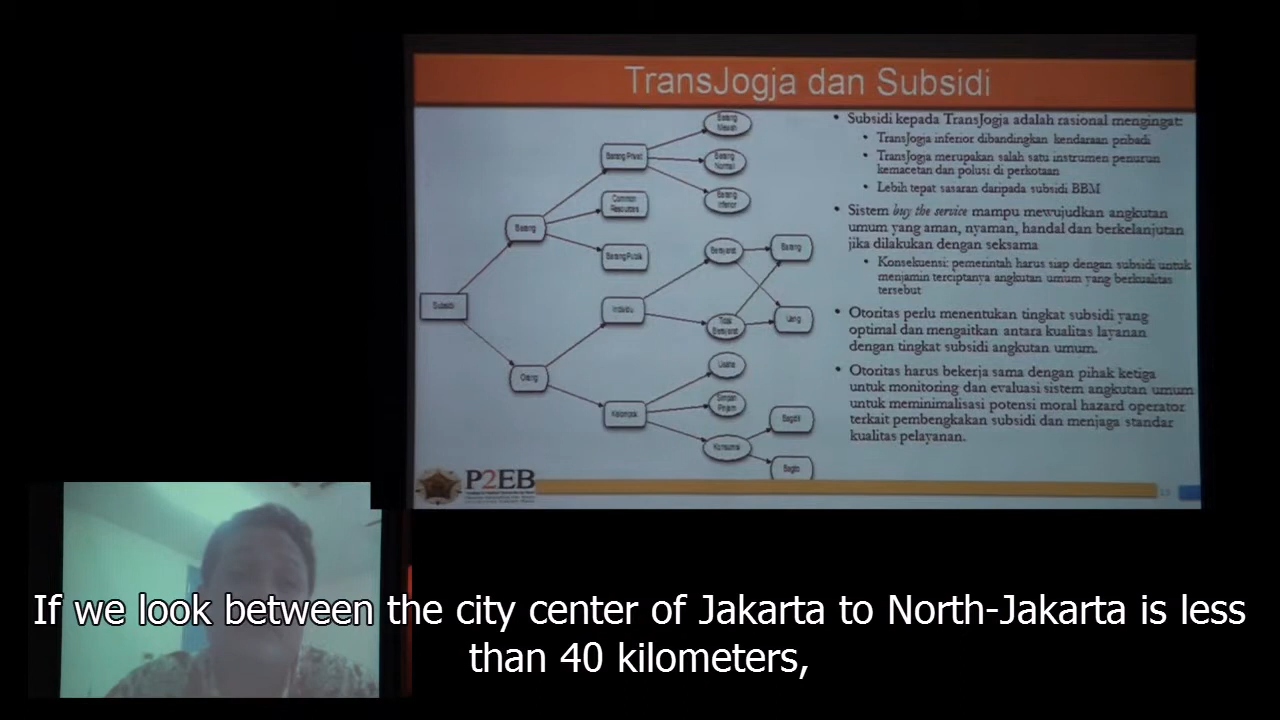 TransJogja dan Subsidi
Barang Mewah
Barang Privat
Barang Normal
Barang Inferior
Common Resources
Barang
Barang Publik
Bersyarat
Barang
Subsidi
Individu
Tidak Bersyarat
Uang
Orang
Usaha
Simpan Pinjam
Kelompok
Konsumsi
• Subsidi kepada TransJogja adalah rasional mengingat:
• TransJogja inferior dibandingkan kendaraan pribadi
• TransJogja merupakan salah satu instrumen penurun
kemacetan dan polusi di perkotaan
• Lebih tepat sasaran daripada subsidi BBM
• Sistem buy the service mampu mewujudkan angkutan
umum yang aman, nyaman, handal dan berkelanjutan
jika dilakukan dengan seksama
• Konsekuensi: pemerintah harus siap dengan subsidi untuk
menjamin terciptanya angkutan umum yang berkualitas
tersebut
• Otoritas perlu menentukan tingkat subsidi yang
optimal dan mengaitkan antara kualitas layanan
dengan tingkat subsidi angkutan umum.
• Otoritas harus bekerja sama dengan pihak ketiga
untuk monitoring dan evaluasi sistem angkutan umum
untuk meminimalisasi potensi moral hazard operator
terkait pembengkakan subsidi dan menjaga standar
kualitas pelayanan.
P2EB
If we look between the city center of Jakarta to North-Jakarta is less
than 40 kilometers,